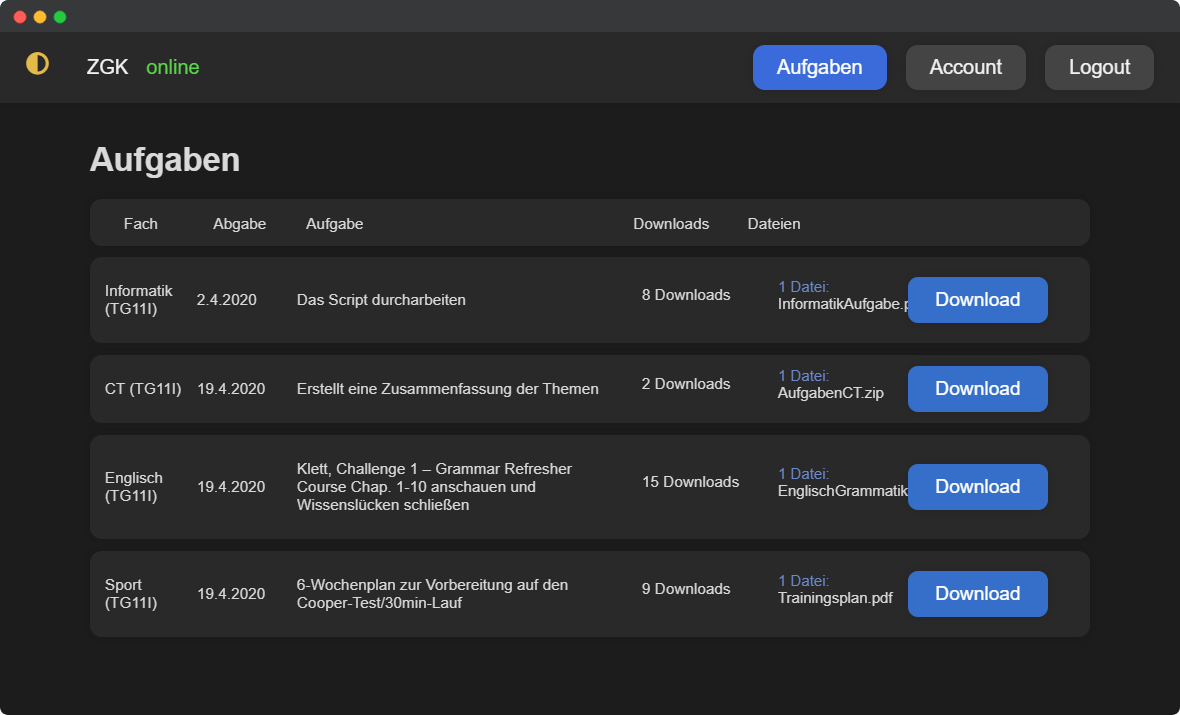 ZGK online
Aufgaben
Account
Logout
Aufgaben
Fach
Abgabe
Aufgabe
Downloads
Dateien
Informatik
(TG11I)
2.4.2020
Das Script durcharbeiten
8 Downloads
1 Datei:
InformatikAufgabe.p
Download
CT (TG11I)
19.4.2020
Erstellt eine Zusammenfassung der Themen
2 Downloads
1 Datei:
AufgabenCT.zip
Download
Englisch
(TG11I)
19.4.2020
Klett, Challenge 1 – Grammar Refresher
Course Chap. 1-10 anschauen und
Wissenslücken schließen
15 Downloads
1 Datei:
EnglischGrammatik
Download
Sport
(TG11I)
19.4.2020
6-Wochenplan zur Vorbereitung auf den
Cooper-Test/30min-Lauf
9 Downloads
1 Datei:
Trainingsplan.pdf
Download